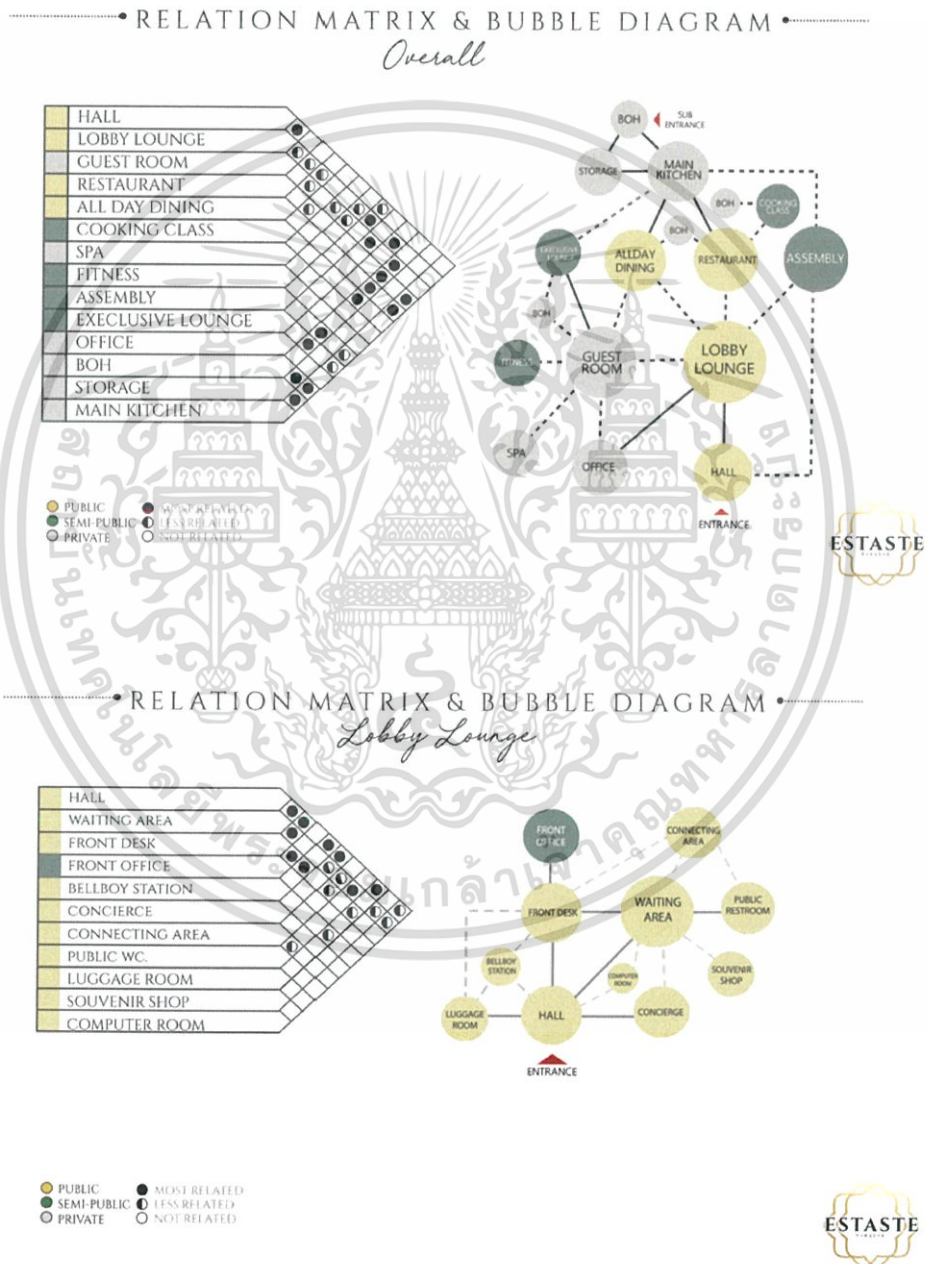 RELATION MATRIX & BUBBLE DIAGRAM
Overall
HALL
LOBBY LOUNGE
GUEST ROOM
RESTAURANT
ALL DAY DINING
COOKING CLASS
SPA
FITNESS
ASSEMBLY
EXECLUSIVE LOUNGE
OFFICE
BOH
STORAGE
MAIN KITCHEN
BOH
SUB
ENTRANCE
STORAGE
MAIN
KITCHEN
BOH
COOKING
CLASS
BOH
EXCLUSIVE
LOUNGE
ALLDAY
DINING
RESTAURANT
ASSEMBLY
BOH
FITNESS
GUEST
ROOM
LOBBY
LOUNGE
SPA
OFFICE
HALL
ENTRANCE
PUBLIC
SEMI-PUBLIC
PRIVATE
MOST RELATED
LESS RELATED
NOT RELATED
ESTASTE
RELATION MATRIX & BUBBLE DIAGRAM
Lobby Lounge
HALL
WAITING AREA
FRONT DESK
FRONT OFFICE
BELLBOY STATION
CONCIERCE
CONNECTING AREA
PUBLIC WC.
LUGGAGE ROOM
SOUVENIR SHOP
COMPUTER ROOM
FRONT
OFFICE
CONNECTING
AREA
FRONT DESK
WAITING
AREA
PUBLIC
RESTROOM
BELLBOY
STATION
COMPUTER
ROOM
SOUVENIR
SHOP
LUGGAGE
ROOM
HALL
CONCIERGE
ENTRANCE
PUBLIC
SEMI-PUBLIC
PRIVATE
MOST RELATED
LESS RELATED
NOT RELATED
ESTASTE